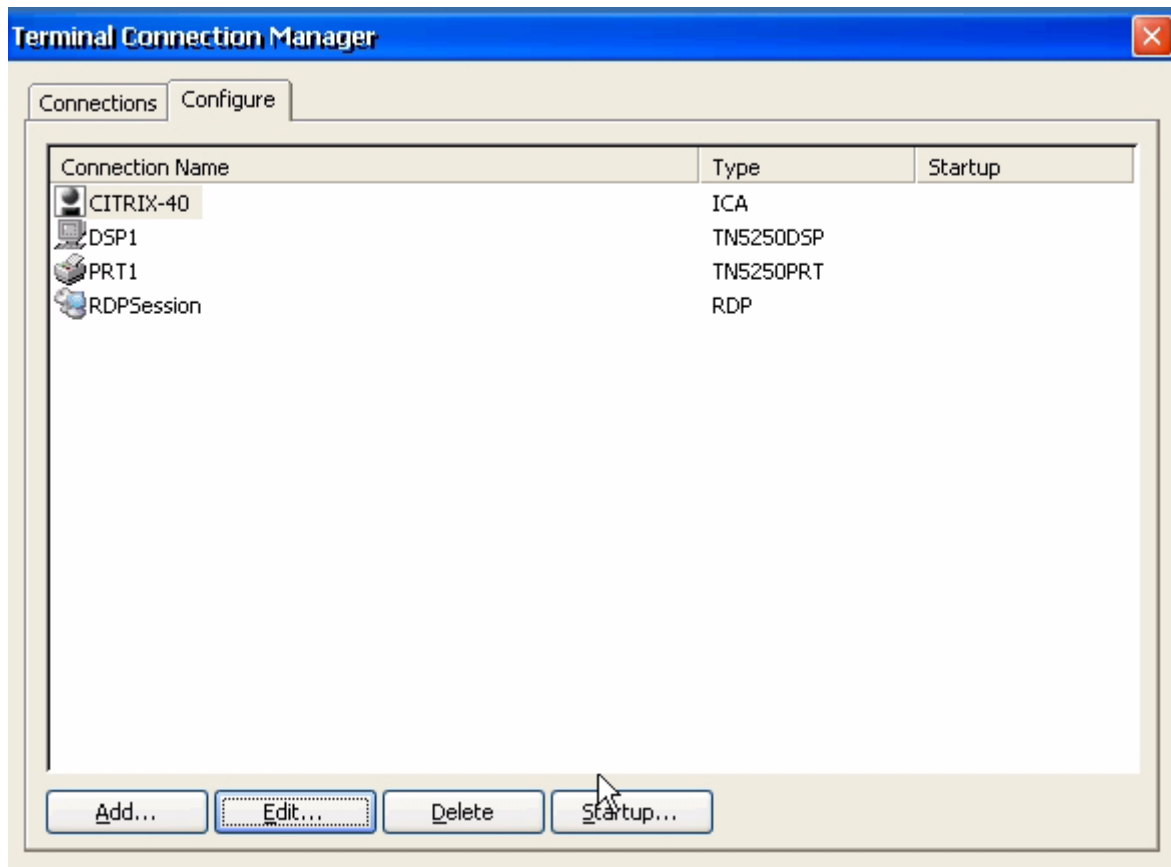 Terminal Connection Manager
Connections Configure
Connection Name Type Startup
CITRIX-40 ICA
DSP1 TN5250DSP
PRT1 TN5250PRT
RDPSession RDP
Add... Edit... Delete Startup...